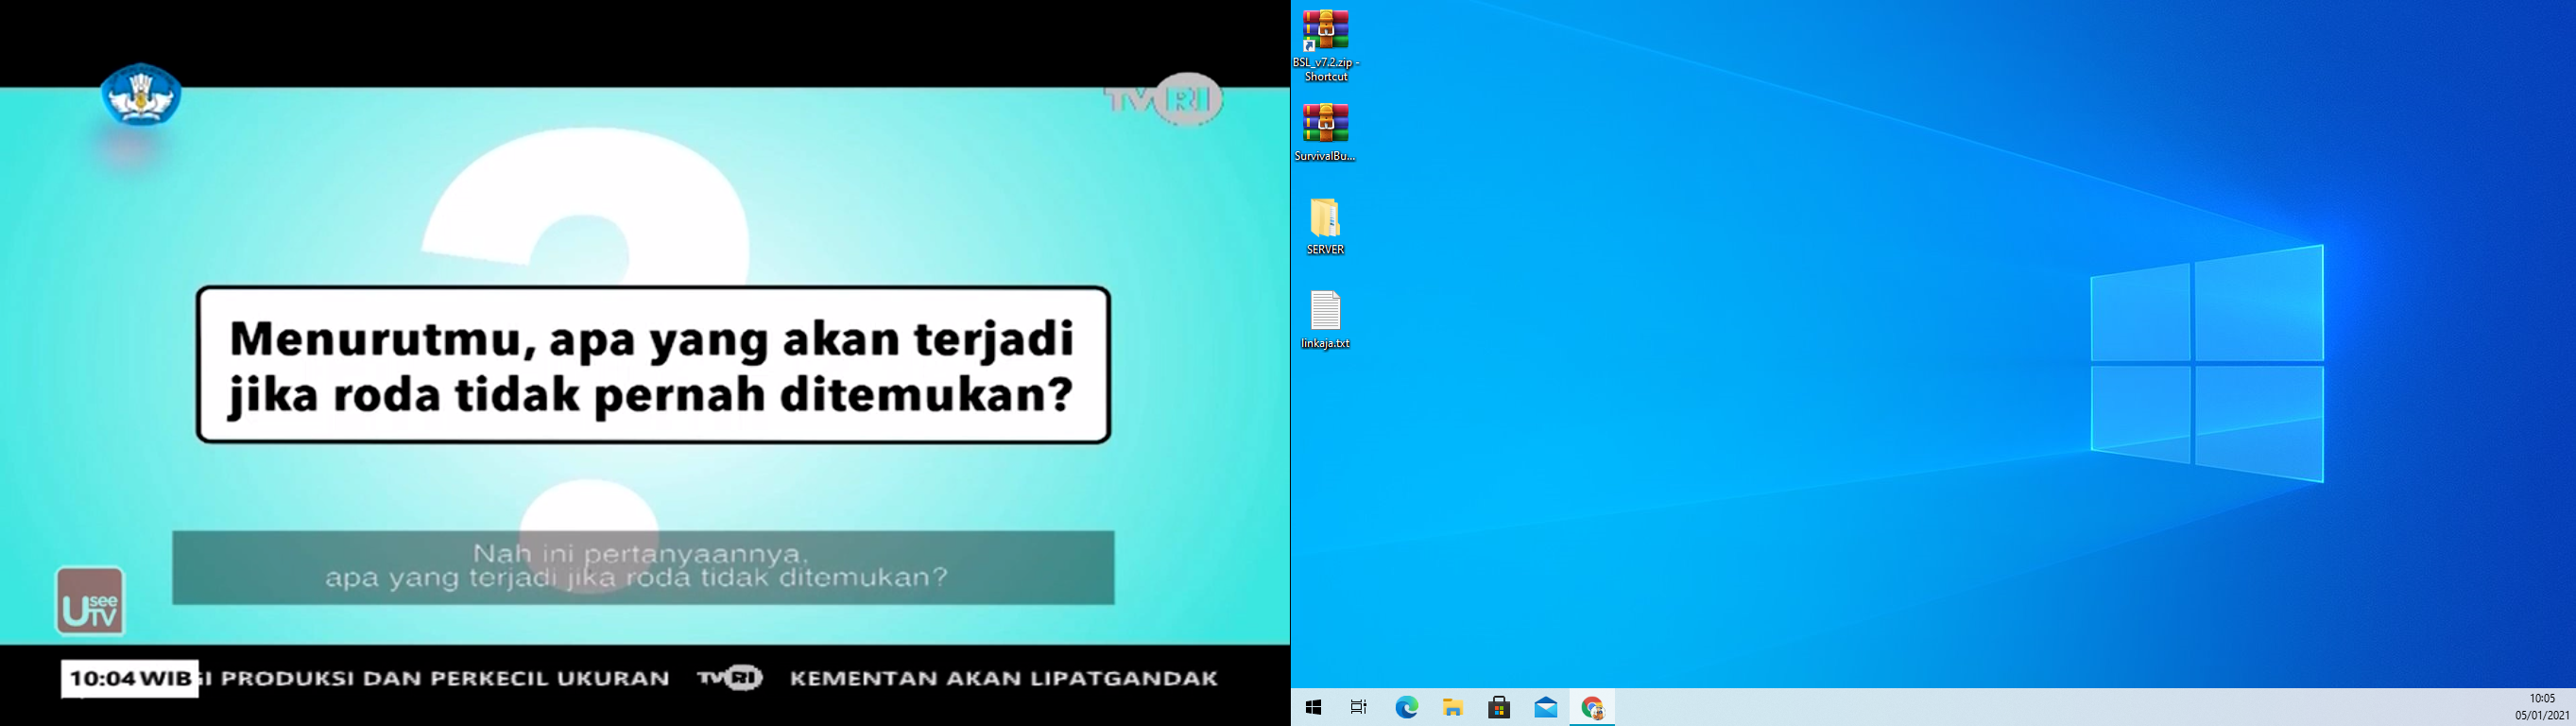 TVRI
Menurutmu, apa yang akan terjadi
jika roda tidak pernah ditemukan?
Nah ini pertanyaannya,
apa yang terjadi jika roda tidak ditemukan?
UseeTV
10:04 WIB
I PRODUKSI DAN PERKECIL UKURAN TVRI KEMENTAN AKAN LIPATGANDAK
BSL_v7.2.zip -
Shortcut
SurvivalBu...
SERVER
linkaja.txt
10:05
05/01/2021